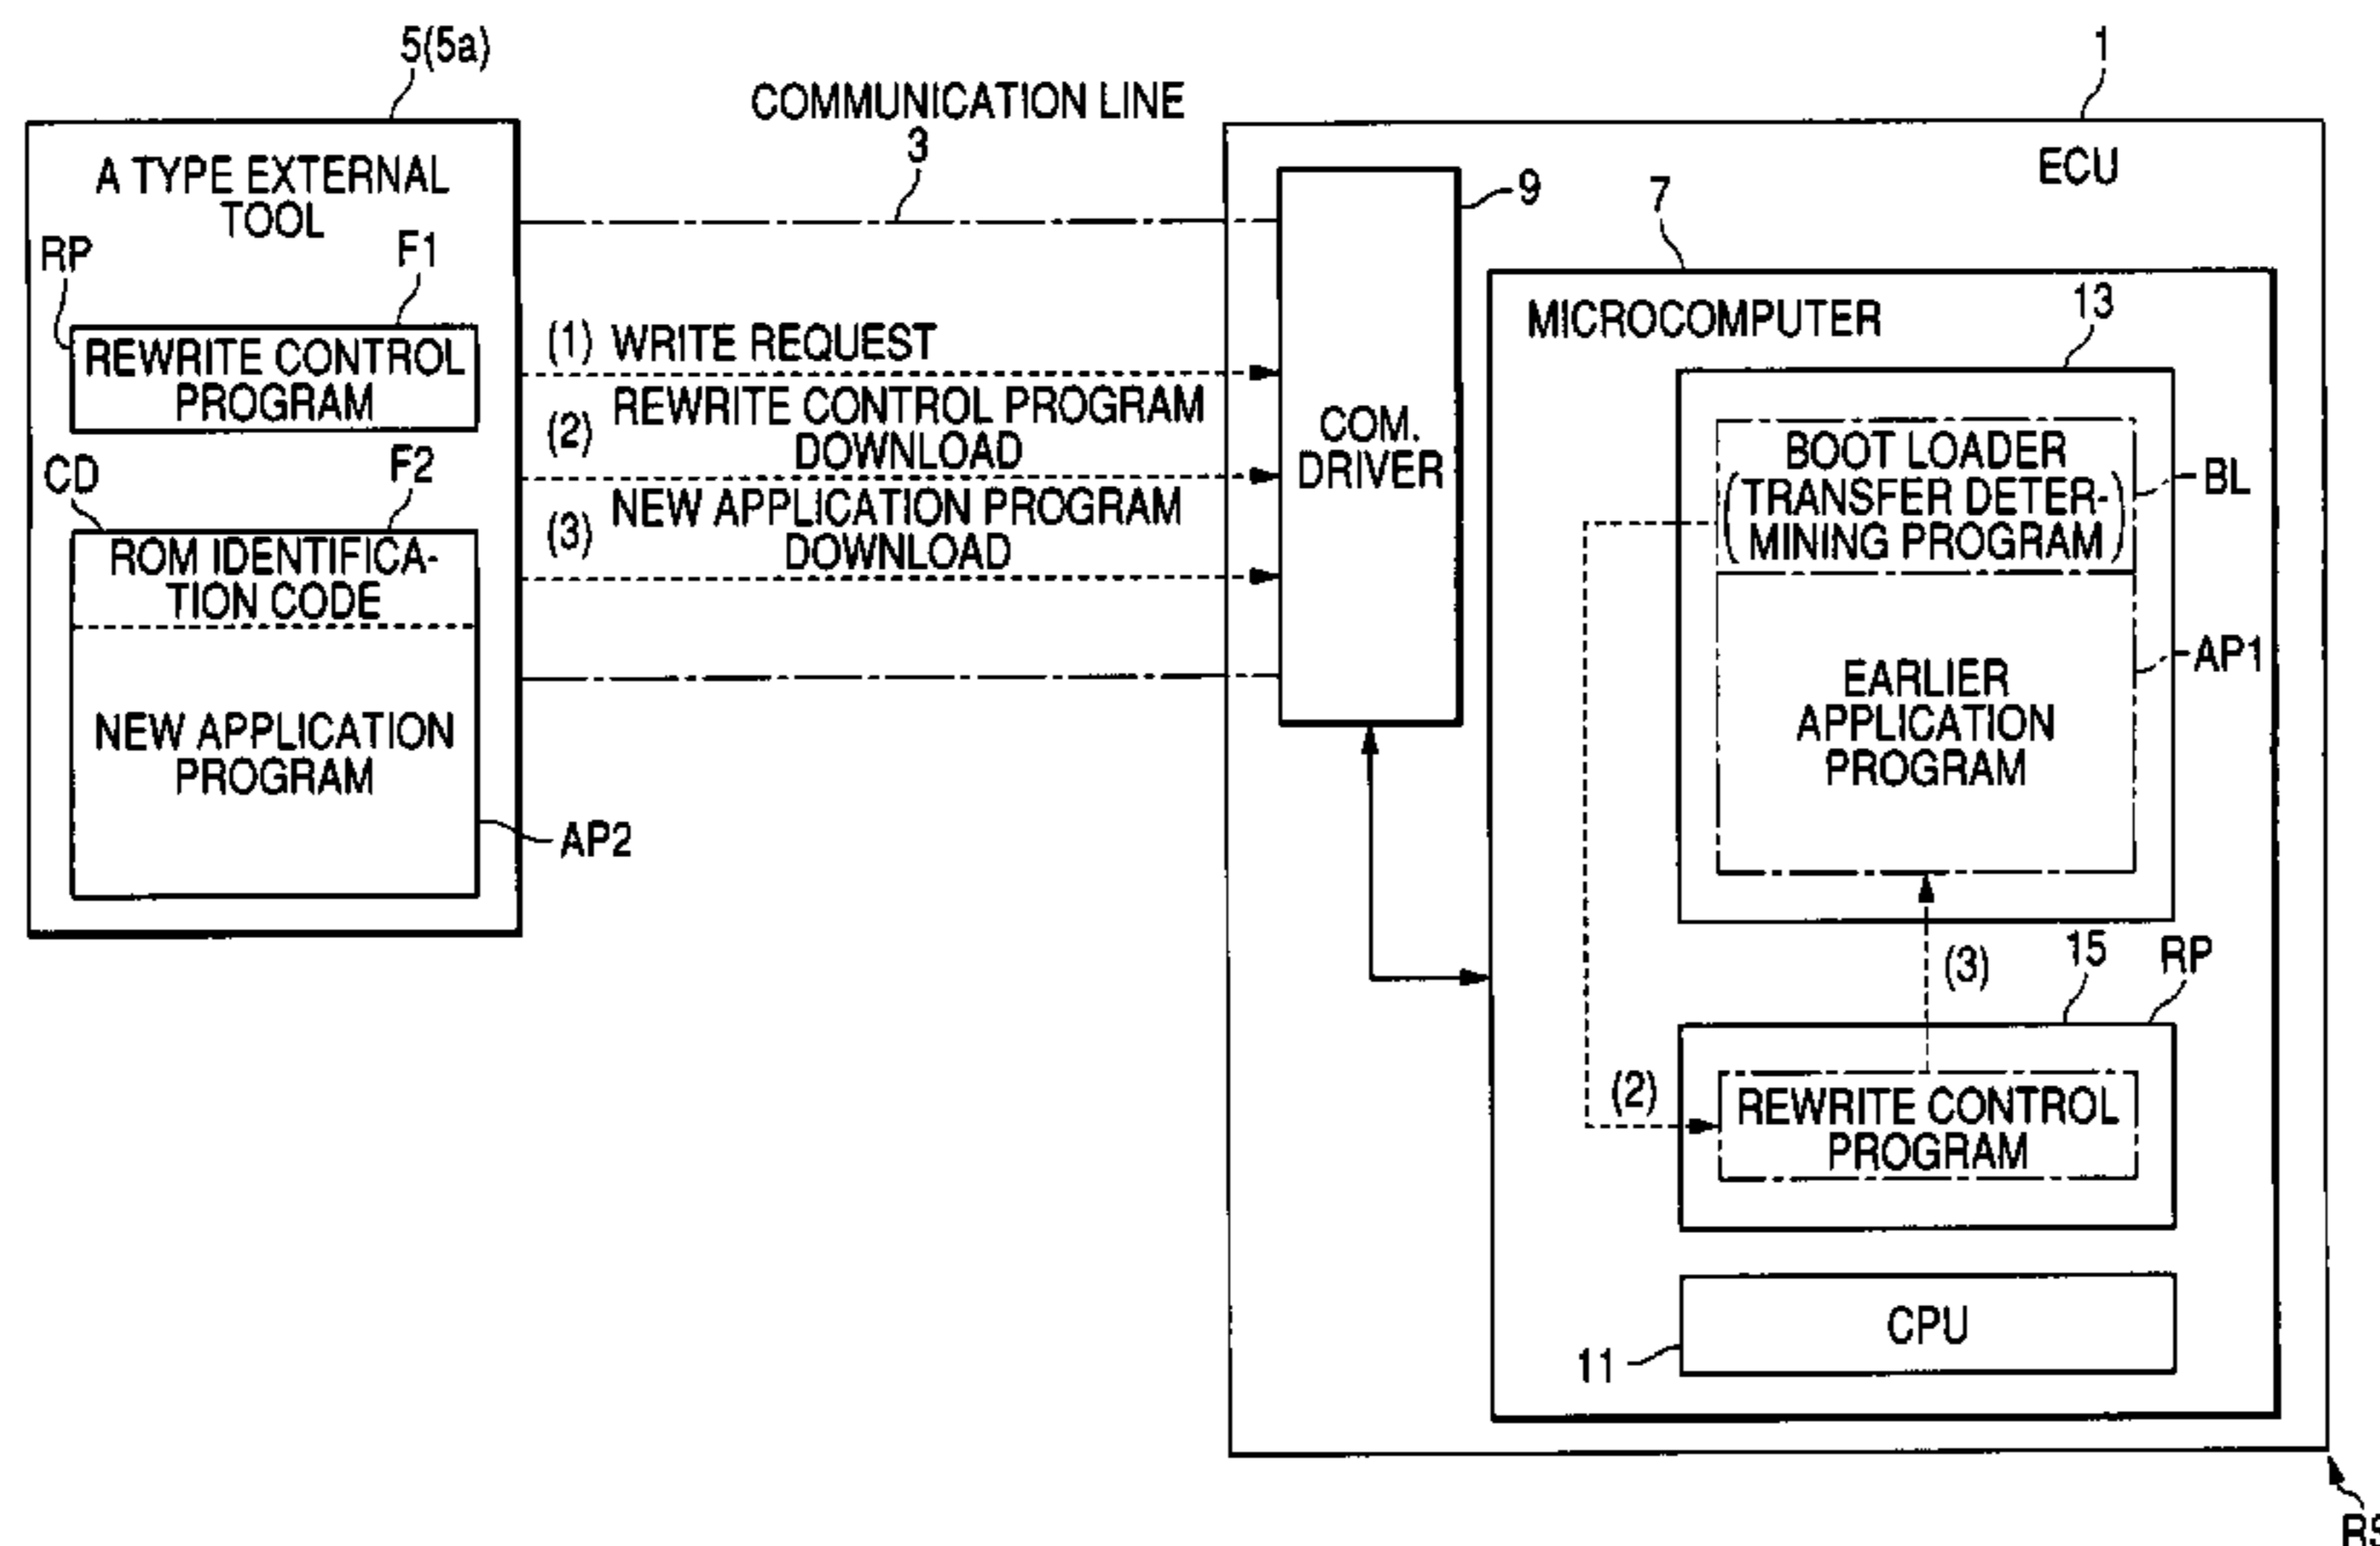 5(5a)
A TYPE EXTERNAL
TOOL
RP
F1
REWRITE CONTROL
PROGRAM
CD
F2
ROM IDENTIFICA-
TION CODE
NEW APPLICATION
PROGRAM
AP2
COMMUNICATION LINE
3
(1) WRITE REQUEST
(2) REWRITE CONTROL PROGRAM
DOWNLOAD
(3) NEW APPLICATION PROGRAM
DOWNLOAD
1
ECU
9
COM.
DRIVER
7
MICROCOMPUTER
13
BOOT LOADER
(TRANSFER DETER-
MINING PROGRAM)
BL
EARLIER
APPLICATION
PROGRAM
AP1
(3)
15
RP
(2)
REWRITE CONTROL
PROGRAM
CPU
11
RS